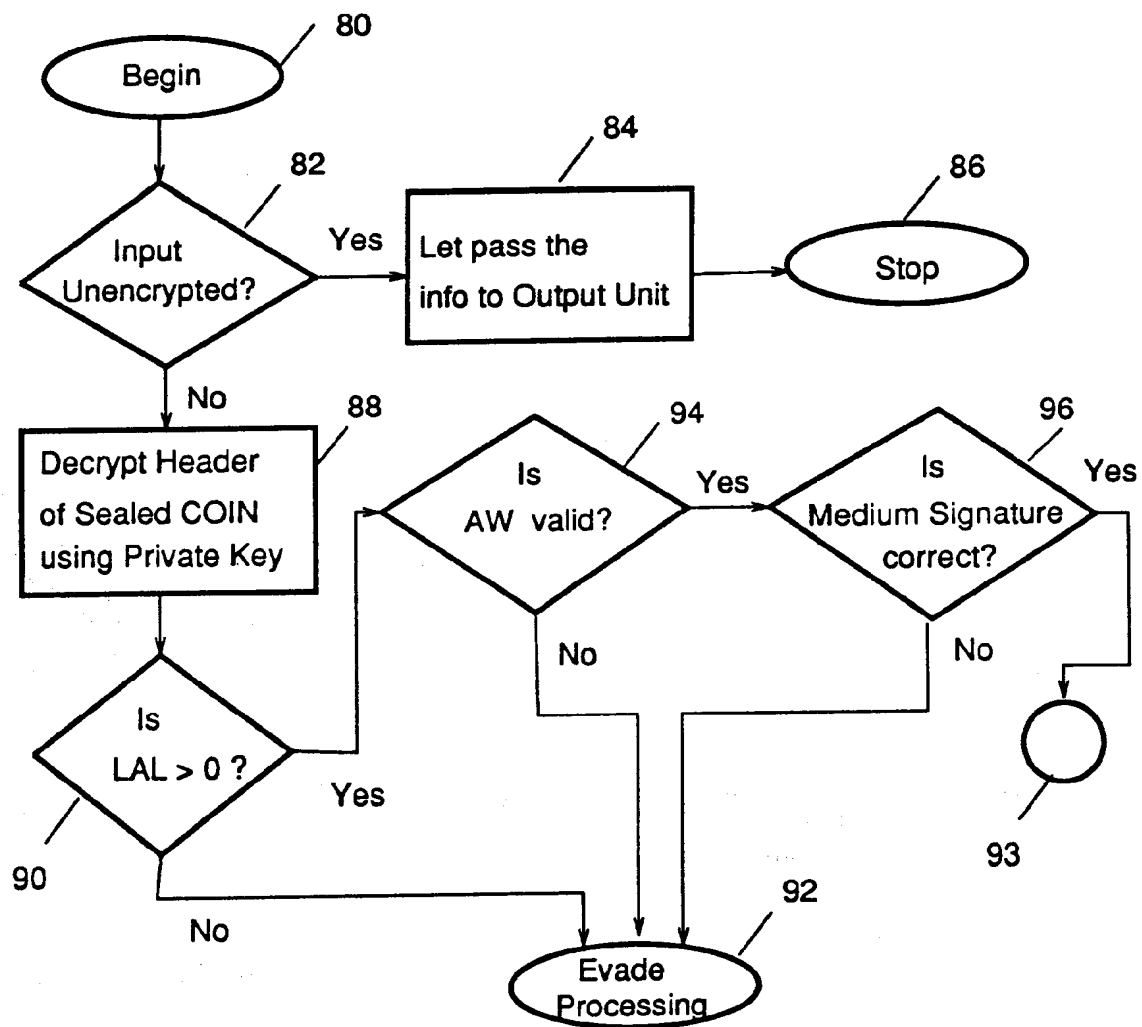 80
Begin
82
84
86
Input
Unencrypted?
Yes
Let pass the
info to Output Unit
Stop
No
88
Decrypt Header
of Sealed COIN
using Private Key
94
Is
AW valid?
Yes
96
Is
Medium Signature
correct?
Yes
No
No
Is
LAL > 0 ?
Yes
90
No
93
92
Evade
Processing